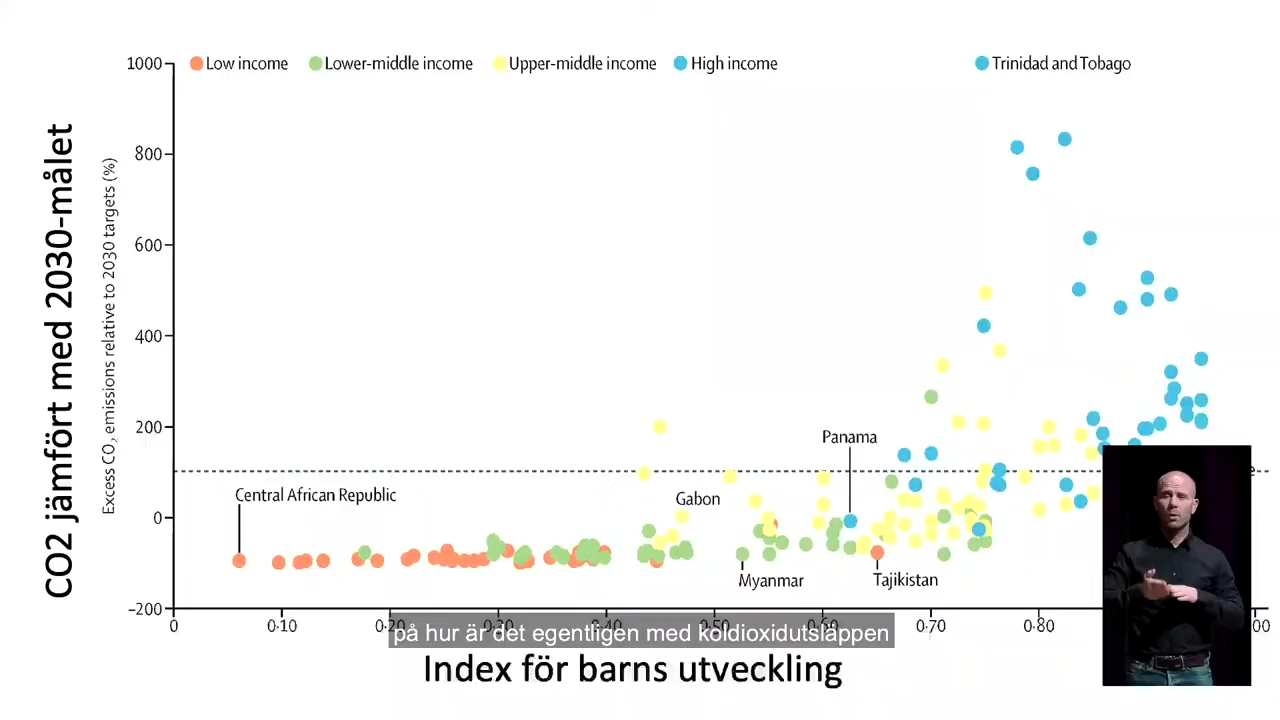 1000
Low income
Lower-middle income
Upper-middle income
High income
Trinidad and Tobago
CO2 jämfört med 2030-målet
Excess CO₂ emissions relative to 2030 targets (%)
800
600
400
200
Panama
Central African Republic
Gabon
0
Myanmar
Tajikistan
–200
0
0·10
0·20
0·30
0·40
0·50
0·60
0·70
0·80
på hur är det egentligen med koldioxidutsläppen
Index för barns utveckling